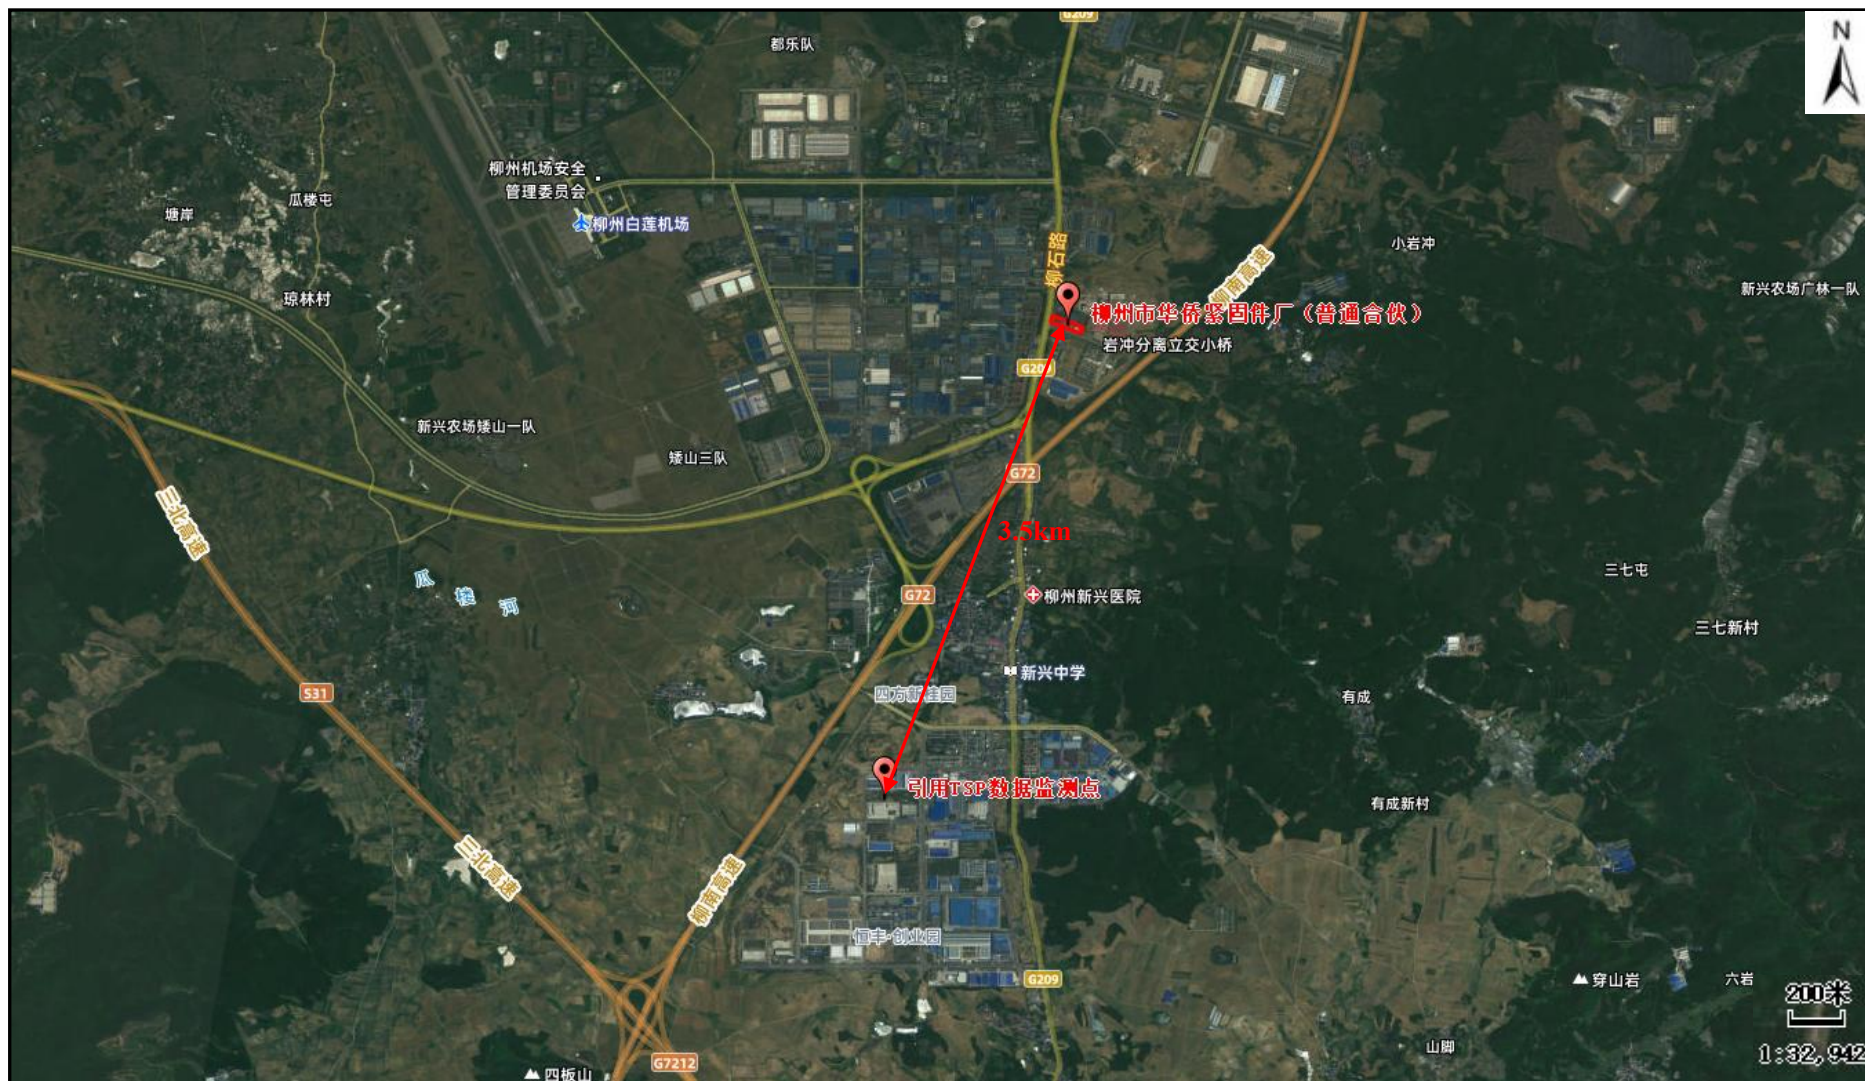 G209
N
都乐队
柳州机场安全
管理委员会
瓜楼屯
塘岸
柳州白莲机场
柳石路
小岩冲
柳南高速
新兴农场广林一队
琼林村
柳州市华侨紧固件厂（普通合伙）
岩冲分离立交小桥
G209
新兴农场矮山一队
矮山三队
G72
三北高速
3.5km
瓜楼河
G72
柳州新兴医院
三七屯
三七新村
新兴中学
S31
四方新桂园
有成
引用TSP数据监测点
有成新村
三北高速
柳南高速
恒丰·创业园
G209
穿山岩
六岩
200米
山脚
1:32,942
G7212
四板山